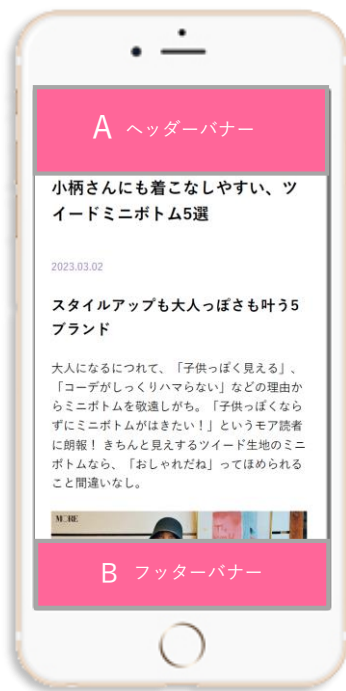 A ヘッダーバナー
小柄さんにも着こなしやすい、ツ
イードミニボトム5選
2023.03.02
スタイルアップも大人っぽさも叶う5
ブランド
大人になるにつれて、「子供っぽく見える」、
「コーデがしっくりハマらない」などの理由か
らミニボトムを敬遠しがち。「子供っぽくなら
ずにミニボトムがはきたい！」というモア読者
に朗報！ きちんと見えするツイード生地のミニ
ボトムなら、「おしゃれだね」ってほめられる
こと間違いなし。
B フッターバナー